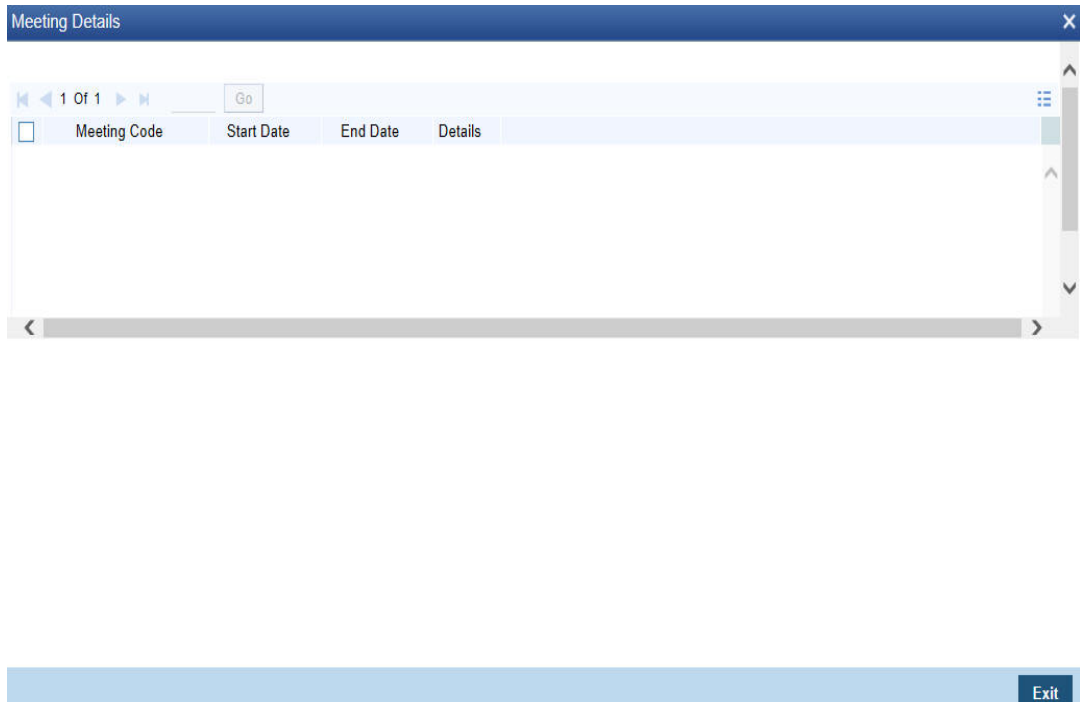 Meeting Details
1 Of 1 Go
Meeting Code Start Date End Date Details
Exit